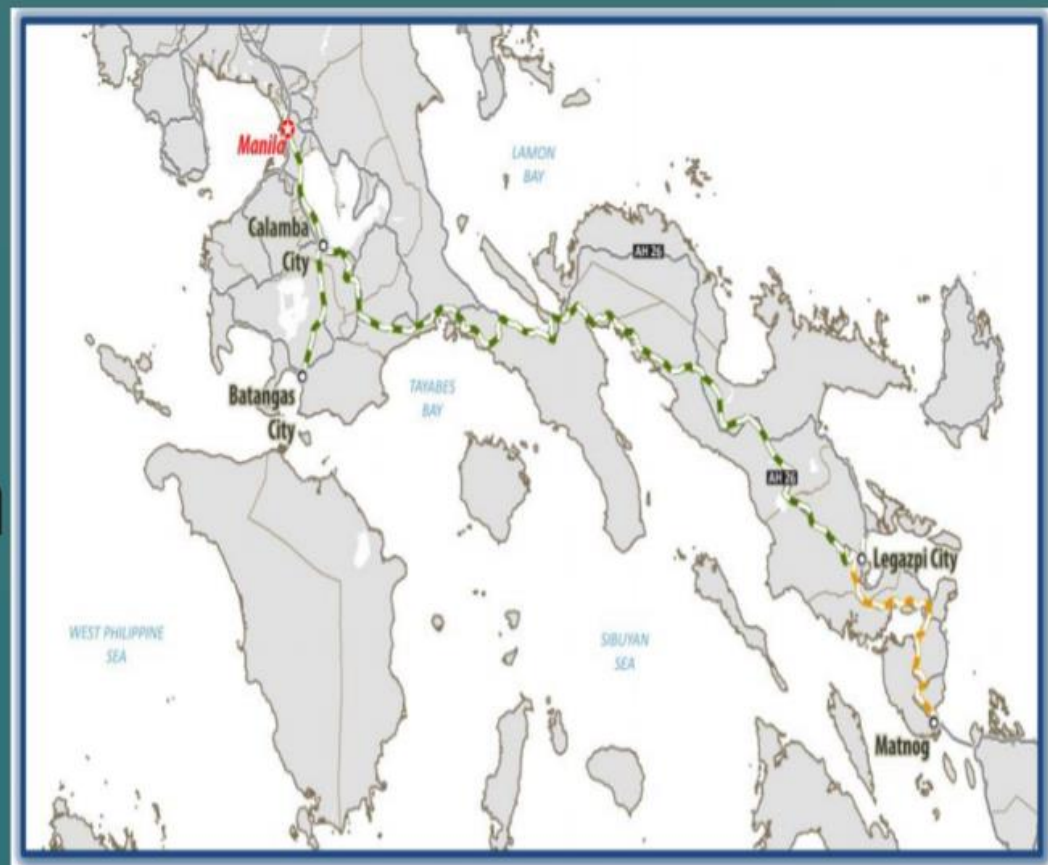 Manila
LAMON
BAY
Calamba
City
AH 26
Batangas
City
TAYABES
BAY
AH 26
Legazpi City
WEST PHILIPPINE
SEA
SIBUYAN
SEA
Matnog